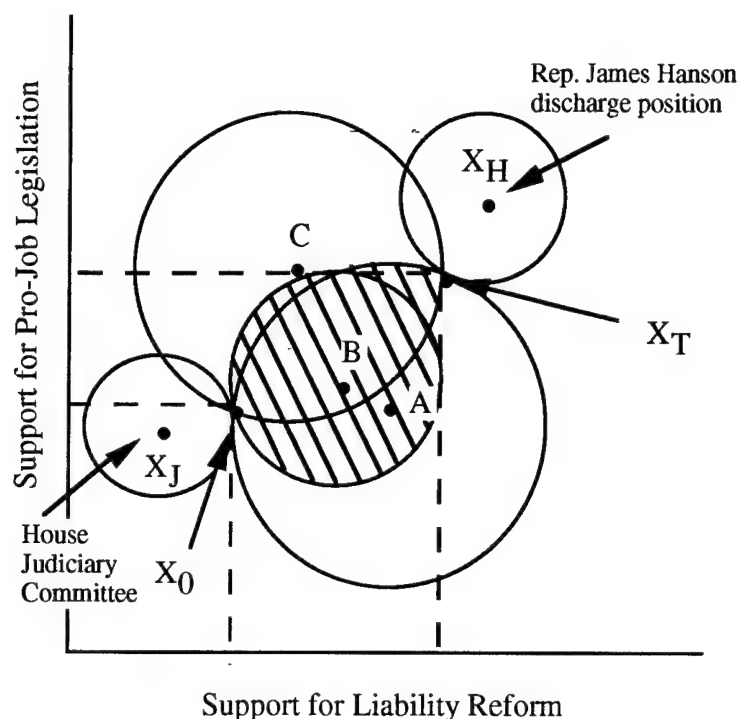 Rep. James Hanson
discharge position
X_H
Support for Pro-Job Legislation
C
X_T
B
A
X_J
House
Judiciary
Committee
X_0
Support for Liability Reform